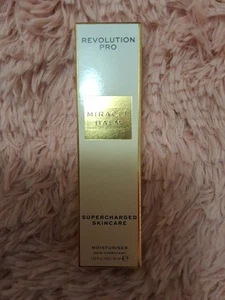 REVOLUTION
PRO
MIRACLE
BALM
SUPERCHARGED
SKINCARE
MOISTURISER